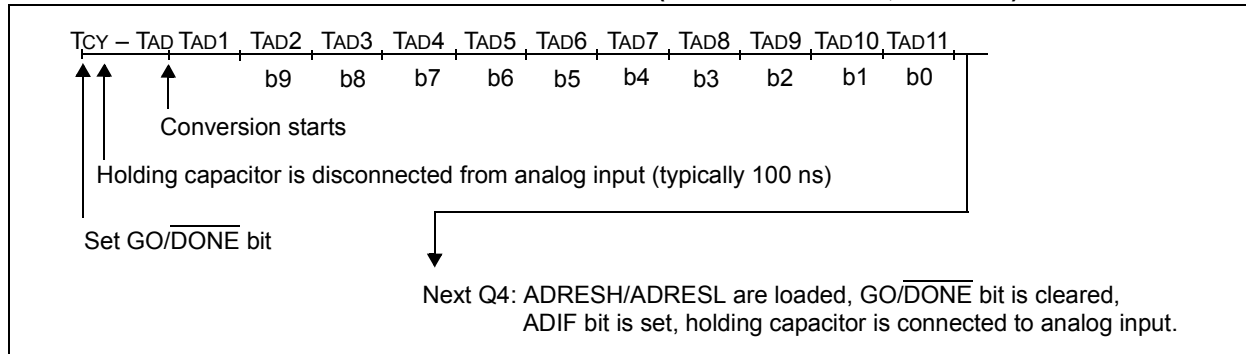 TCY – TAD TAD1 TAD2 TAD3 TAD4 TAD5 TAD6 TAD7 TAD8 TAD9 TAD10 TAD11
b9 b8 b7 b6 b5 b4 b3 b2 b1 b0
Conversion starts
Holding capacitor is disconnected from analog input (typically 100 ns)
Set GO/DONE bit
Next Q4: ADRESH/ADRESL are loaded, GO/DONE bit is cleared,
ADIF bit is set, holding capacitor is connected to analog input.